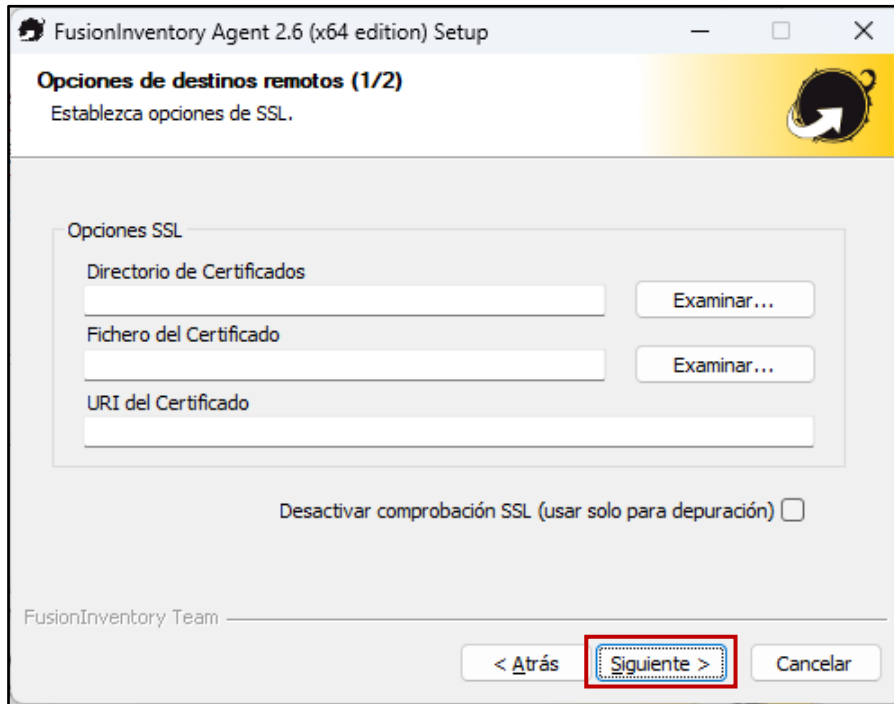 FusionInventory Agent 2.6 (x64 edition) Setup
Opciones de destinos remotos (1/2)
Establezca opciones de SSL.
Opciones SSL
Directorio de Certificados
Examinar...
Fichero del Certificado
Examinar...
URI del Certificado
Desactivar comprobación SSL (usar solo para depuración)
FusionInventory Team
< Atrás Siguiente > Cancelar